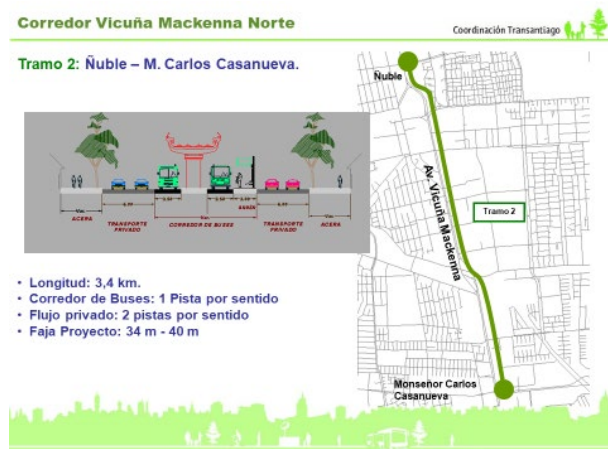 Corredor Vicuña Mackenna Norte
Coordinación Transantiago
Tramo 2: Ñuble – M. Carlos Casanueva.
ACERA
TRANSPORTE
PRIVADO
CORREDOR DE BUSES
ANDÉN
TRANSPORTE
PRIVADO
ACERA
• Longitud: 3,4 km.
• Corredor de Buses: 1 Pista por sentido
• Flujo privado: 2 pistas por sentido
• Faja Proyecto: 34 m - 40 m
Ñuble
Av. Vicuña Mackenna
Tramo 2
Monseñor Carlos
Casanueva